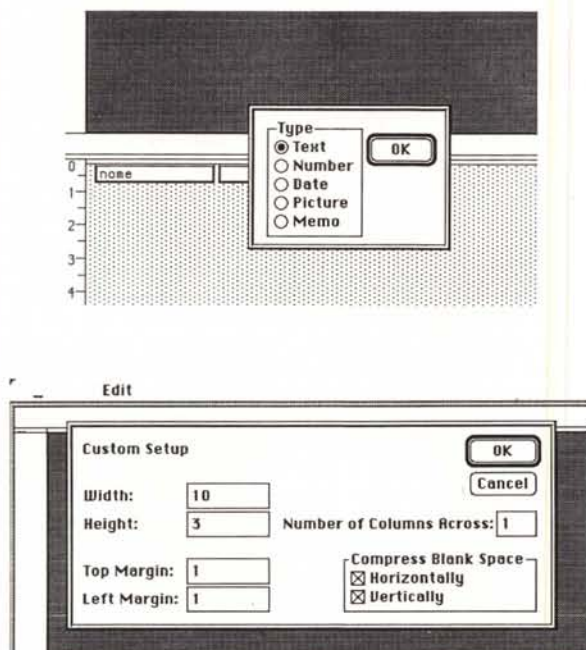 Type
Text
OK
Number
Date
Picture
Memo
0
1
2
3
4
nome
Edit
Custom Setup
OK
Cancel
Width: 10
Height: 3
Number of Columns Across: 1
Top Margin: 1
Left Margin: 1
Compress Blank Space
Horizontally
Vertically